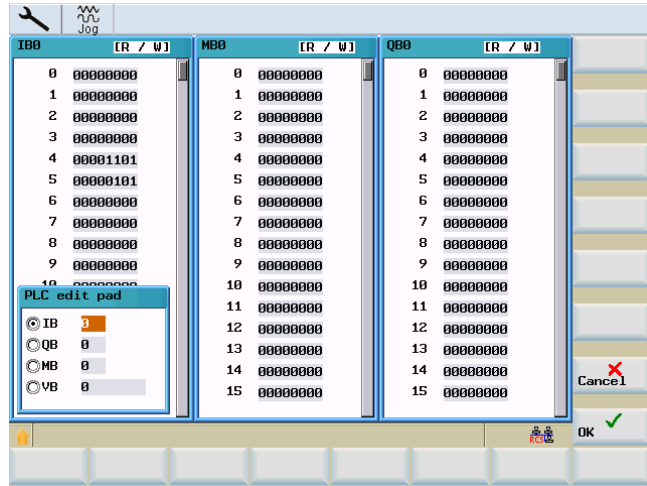 Jog
IB0 [R / W] MB0 [R / W] QB0 [R / W]
0 00000000 0 00000000 0 00000000
1 00000000 1 00000000 1 00000000
2 00000000 2 00000000 2 00000000
3 00000000 3 00000000 3 00000000
4 00001101 4 00000000 4 00000000
5 00000101 5 00000000 5 00000000
6 00000000 6 00000000 6 00000000
7 00000000 7 00000000 7 00000000
8 00000000 8 00000000 8 00000000
9 00000000 9 00000000 9 00000000
10 00000000 10 00000000 10 00000000
PLC edit pad 11 00000000 11 00000000
IB 0 12 00000000 12 00000000
QB 0 13 00000000 13 00000000
MB 0 14 00000000 14 00000000
Cancel
VB 0 15 00000000 15 00000000
RCS
OK